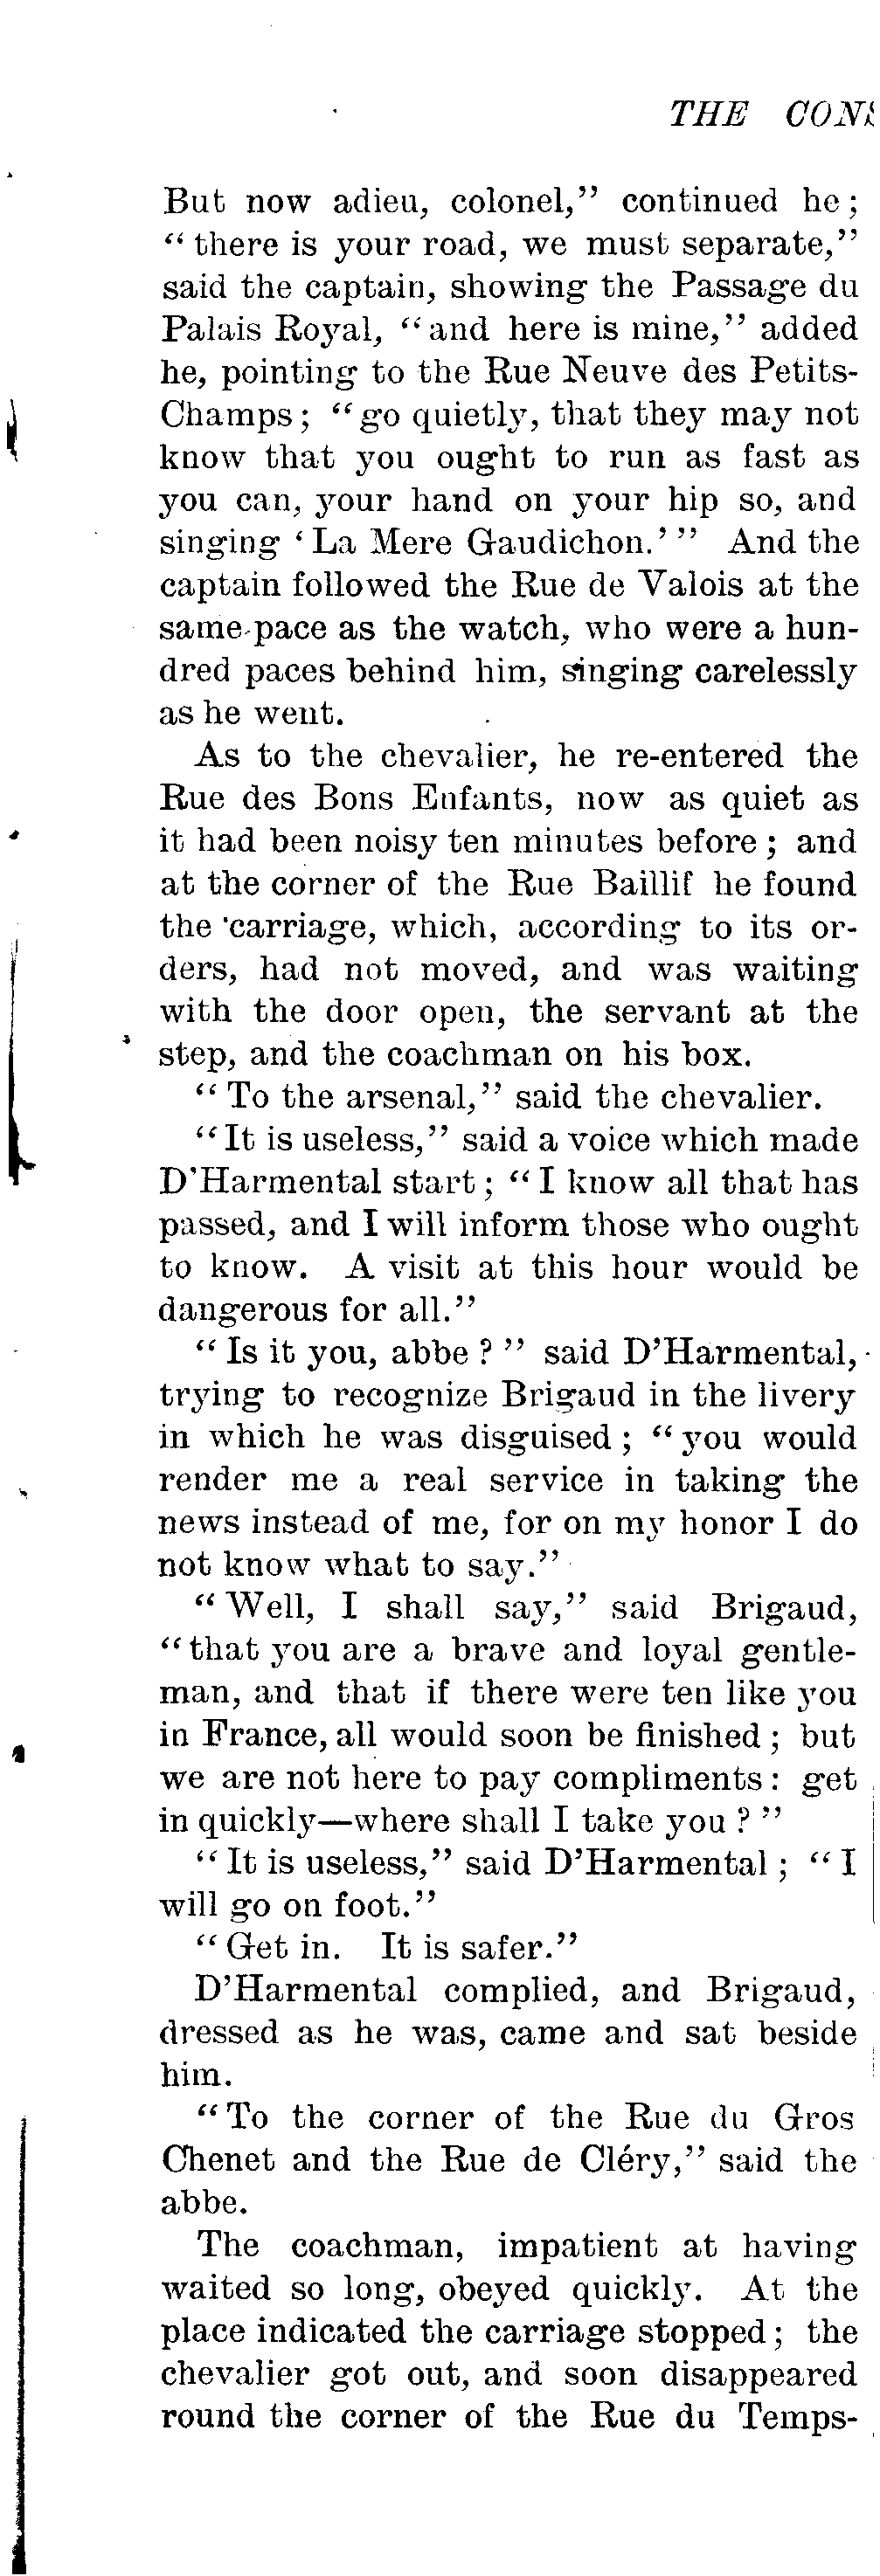 THE CONS
But now adieu, colonel,” continued he;
“there is your road, we must separate,”
said the captain, showing the Passage du
Palais Royal, “and here is mine,” added
he, pointing to the Rue Neuve des Petits-
Champs; “go quietly, that they may not
know that you ought to run as fast as
you can, your hand on your hip so, and
singing ‘La Mere Gaudichon.’” And the
captain followed the Rue de Valois at the
same pace as the watch, who were a hun-
dred paces behind him, singing carelessly
as he went.
As to the chevalier, he re-entered the
Rue des Bons Enfants, now as quiet as
it had been noisy ten minutes before; and
at the corner of the Rue Baillif he found
the carriage, which, according to its or-
ders, had not moved, and was waiting
with the door open, the servant at the
step, and the coachman on his box.
“To the arsenal,” said the chevalier.
“It is useless,” said a voice which made
D’Harmental start; “I know all that has
passed, and I will inform those who ought
to know. A visit at this hour would be
dangerous for all.”
“Is it you, abbe?” said D’Harmental,
trying to recognize Brigaud in the livery
in which he was disguised; “you would
render me a real service in taking the
news instead of me, for on my honor I do
not know what to say.”
“Well, I shall say,” said Brigaud,
“that you are a brave and loyal gentle-
man, and that if there were ten like you
in France, all would soon be finished; but
we are not here to pay compliments: get
in quickly—where shall I take you?”
“It is useless,” said D’Harmental; “I
will go on foot.”
“Get in. It is safer.”
D’Harmental complied, and Brigaud,
dressed as he was, came and sat beside
him.
“To the corner of the Rue du Gros
Chenet and the Rue de Cléry,” said the
abbe.
The coachman, impatient at having
waited so long, obeyed quickly. At the
place indicated the carriage stopped; the
chevalier got out, and soon disappeared
round the corner of the Rue du Temps-